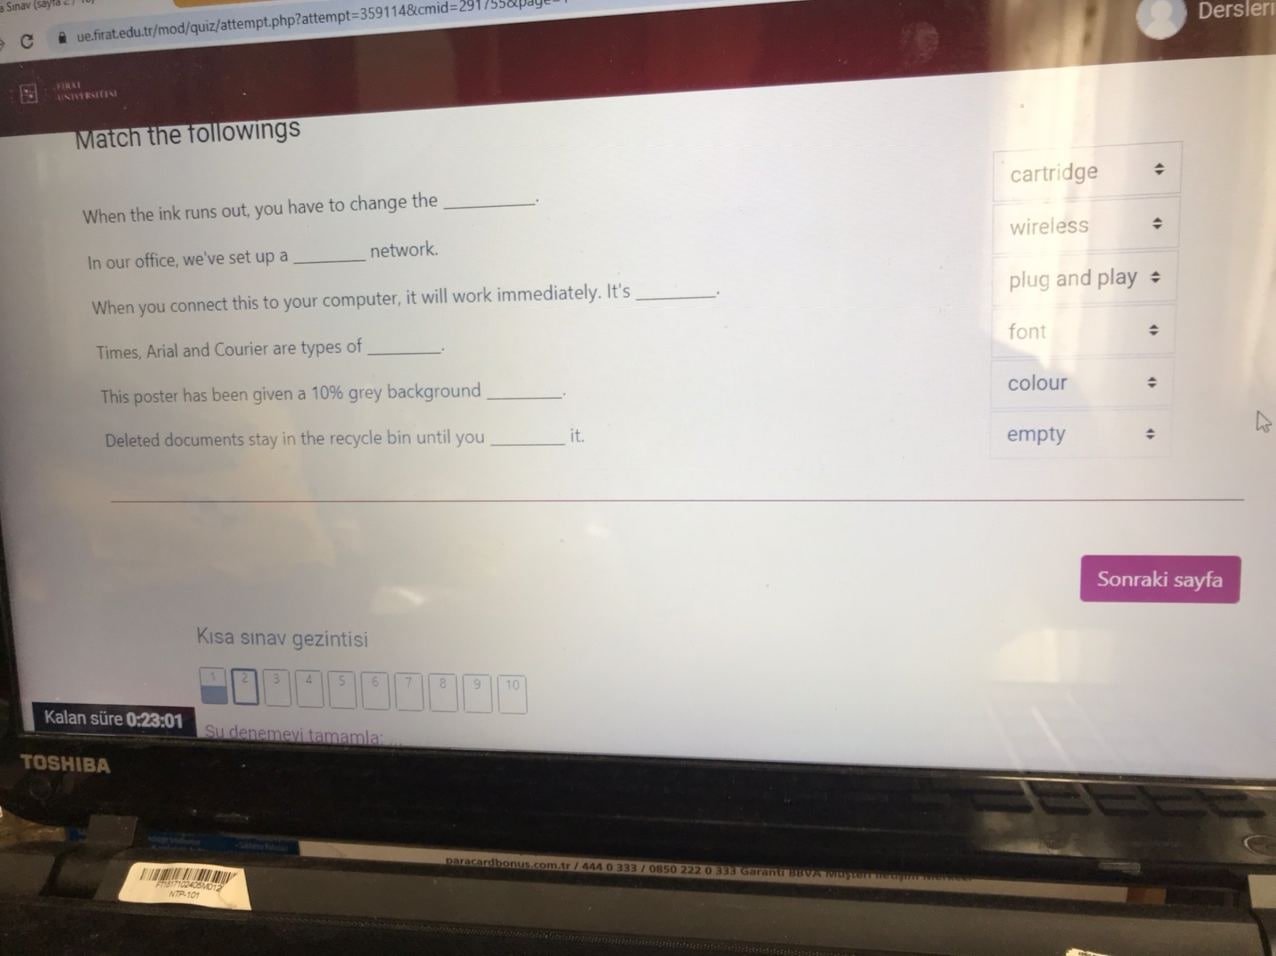 a Sınav (sayfa 2 / 10)
ue.firat.edu.tr/mod/quiz/attempt.php?attempt=359114&cmid=291755&page=1
Dersleri
FIRAT
ÜNİVERSİTESİ
Match the followings
When the ink runs out, you have to change the __________. cartridge
In our office, we've set up a ________ network. wireless
When you connect this to your computer, it will work immediately. It's _________. plug and play
Times, Arial and Courier are types of ________. font
This poster has been given a 10% grey background ________. colour
Deleted documents stay in the recycle bin until you ________ it. empty
Sonraki sayfa
Kısa sınav gezintisi
1 2 3 4 5 6 7 8 9 10
Kalan süre 0:23:01
Şu denemeyi tamamla: ...
TOSHIBA
paracardbonus.com.tr / 444 0 333 / 0850 222 0 333 Garanti BBVA Müşteri İletişim Merkezi
NTP-101